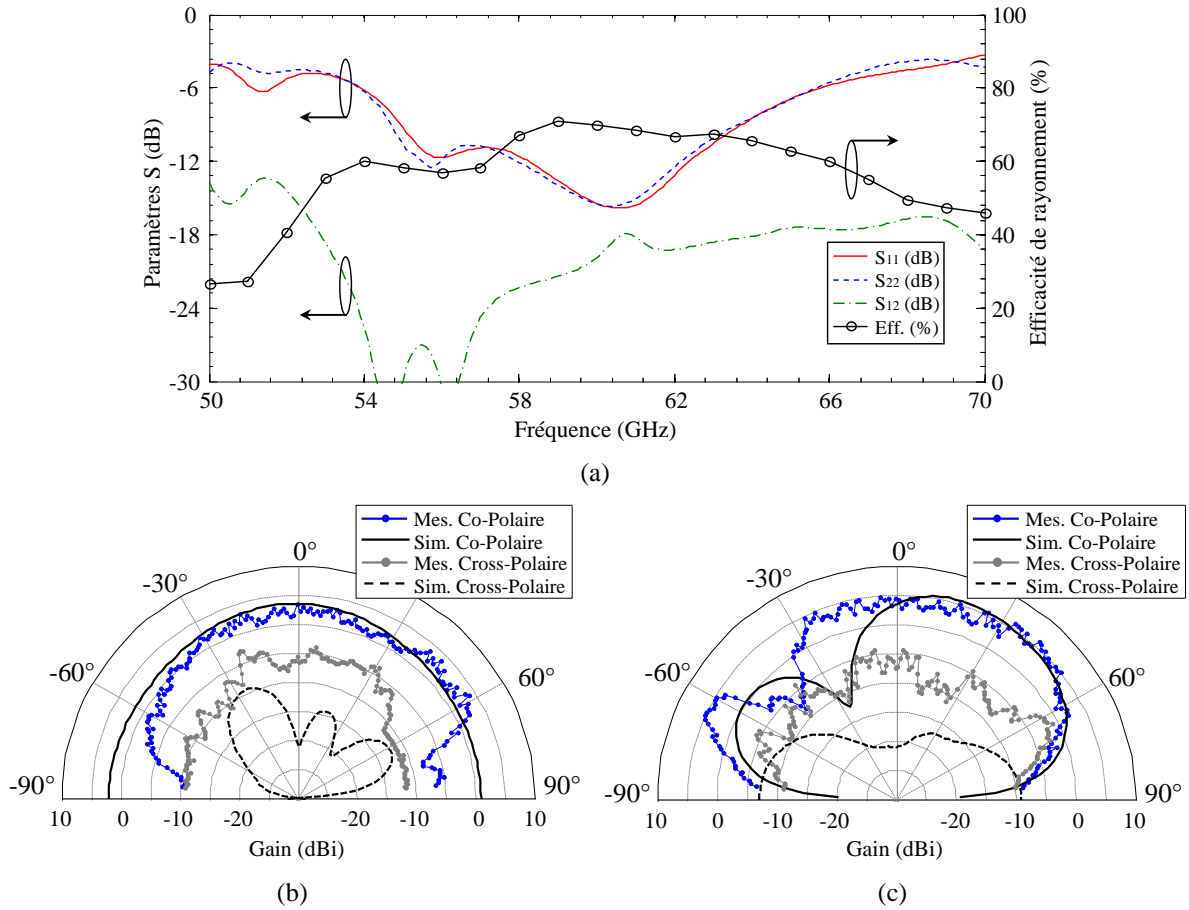 0
-6
-12
-18
-24
-30
Paramètres S (dB)
100
80
60
40
20
0
Efficacité de rayonnement (%)
S11 (dB)
S22 (dB)
S12 (dB)
Eff. (%)
50 54 58 62 66 70
Fréquence (GHz)
(a)
Mes. Co-Polaire
Sim. Co-Polaire
Mes. Cross-Polaire
Sim. Cross-Polaire
0°
-30°
-60°
60°
-90°
90°
10 0 -10 -20 -20 -10 0 10
Gain (dBi)
(b)
Mes. Co-Polaire
Sim. Co-Polaire
Mes. Cross-Polaire
Sim. Cross-Polaire
0°
-30°
-60°
60°
-90°
90°
10 0 -10 -20 -20 -10 0 10
Gain (dBi)
(c)